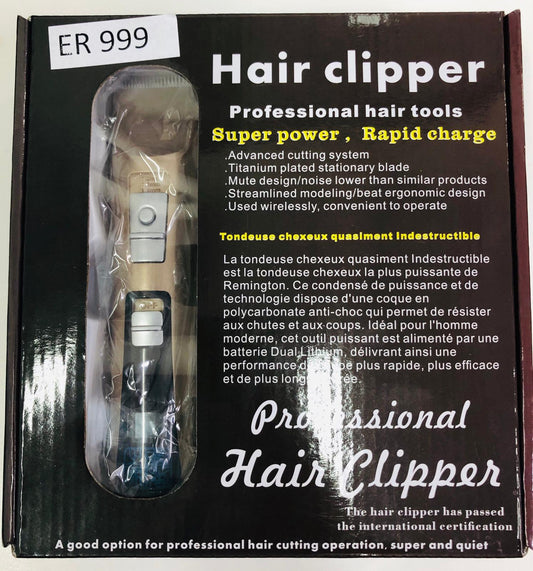 ER 999
Hair clipper
Professional hair tools
Super power , Rapid charge
.Advanced cutting system
.Titanium plated stationary blade
.Mute design/noise lower than similar products
.Streamlined modeling/beat ergonomic design
.Used wirelessly, convenient to operate
Tondeuse chexeux quasiment Indestructible
La tondeuse chexeux quasiment Indestructible
est la tondeuse chexeux la plus puissante de
Remington. Ce condensé de puissance et de
technologie dispose d'une coque en
polycarbonate anti-choc qui permet de résister
aux chutes et aux coups. Idéal pour l'homme
moderne, cet outil puissant est alimenté par une
batterie Dual Lithium, délivrant ainsi une
performance de plus rapide, plus efficace
et de plus
Professional
Hair Clipper
The hair clipper has passed
the international certification
A good option for professional hair cutting operation, super and quiet